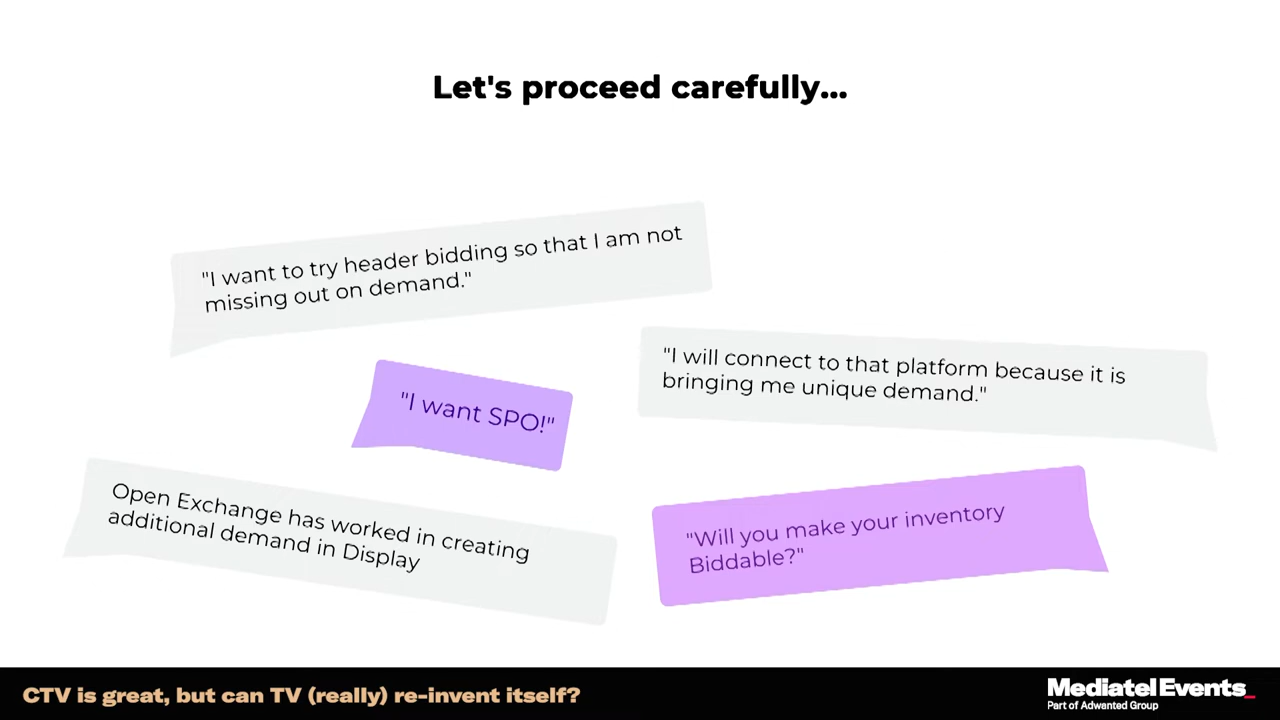 Let's proceed carefully...
"I want to try header bidding so that I am not
missing out on demand."
"I will connect to that platform because it is
bringing me unique demand."
"I want SPO!"
Open Exchange has worked in creating
additional demand in Display
"Will you make your inventory
Biddable?"
CTV is great, but can TV (really) re-invent itself?
Mediatel Events_
Part of Adwanted Group